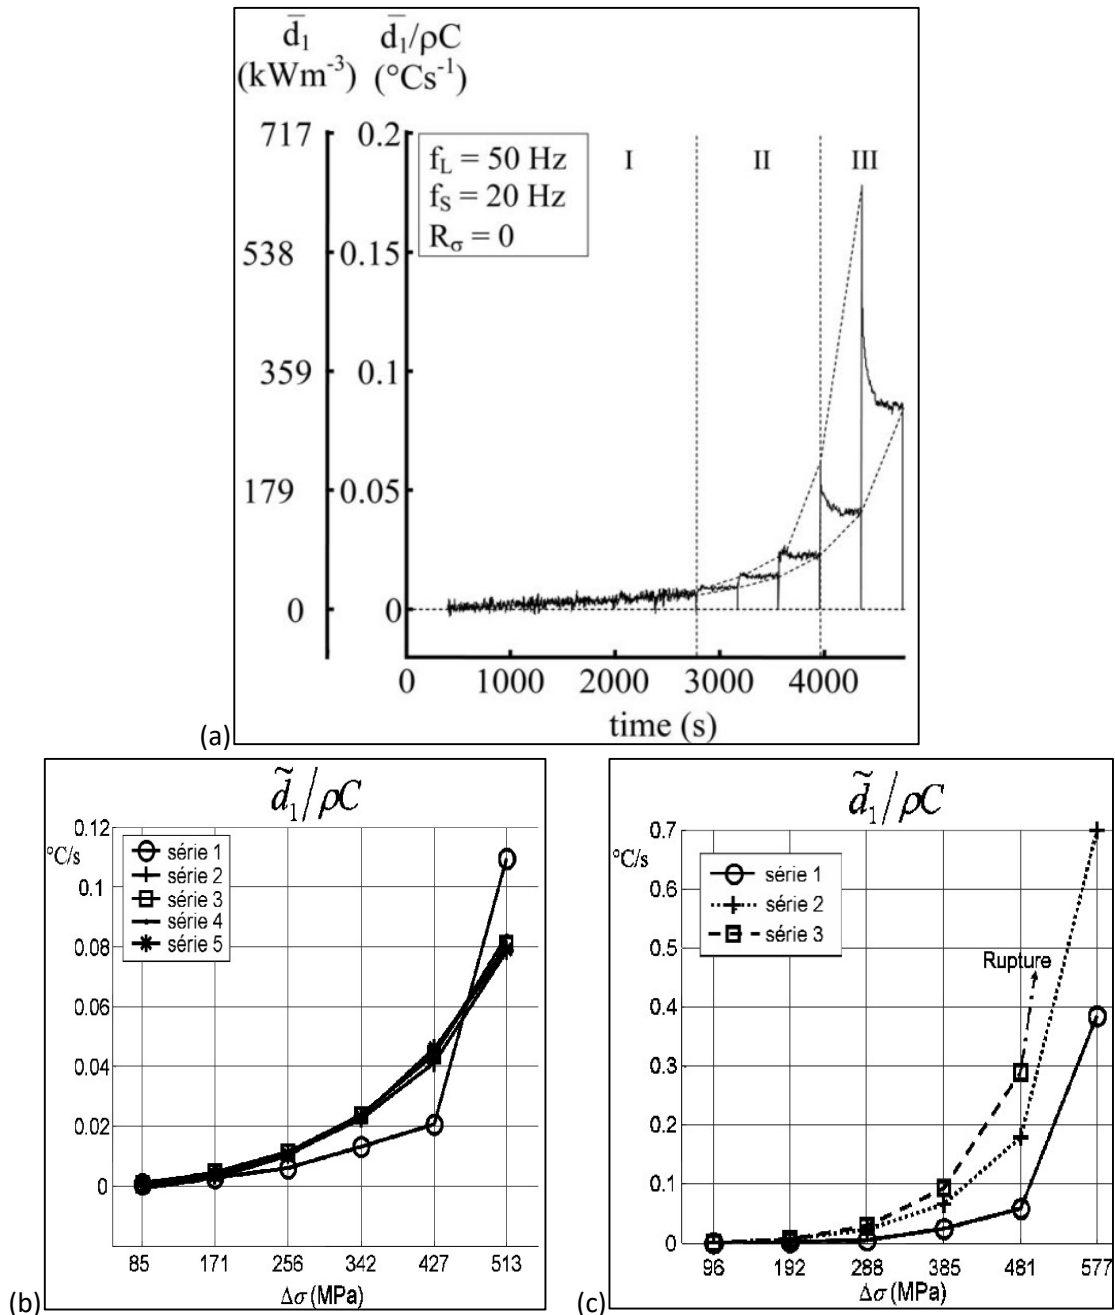 d̄₁ d̄₁/ρC
(kWm⁻³) (°Cs⁻¹)
717 0.2
fL = 50 Hz
fS = 20 Hz
Rσ = 0
I II III
538 0.15
359 0.1
179 0.05
0 0
0 1000 2000 3000 4000
time (s)
(a)
d̃₁/ρC
°C/s
0.12
0.1
0.08
0.06
0.04
0.02
0
série 1
série 2
série 3
série 4
série 5
85 171 256 342 427 513
Δσ (MPa)
(b)
d̃₁/ρC
°C/s
0.7
0.6
0.5
0.4
0.3
0.2
0.1
0
série 1
série 2
série 3
Rupture
96 192 288 385 481 577
Δσ (MPa)
(c)